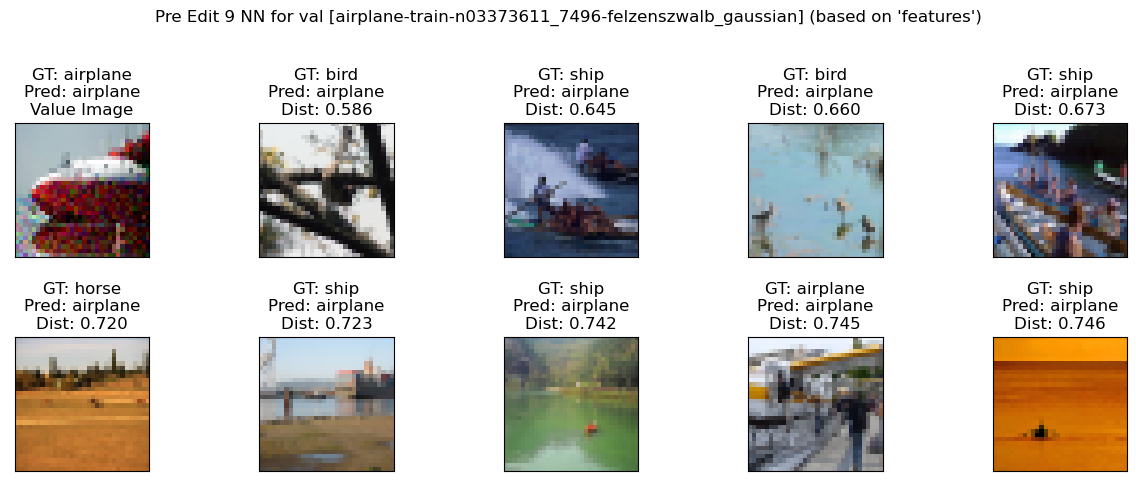 Pre Edit 9 NN for val [airplane-train-n03373611_7496-felzenszwalb_gaussian] (based on 'features')
GT: airplane
Pred: airplane
Value Image
GT: bird
Pred: airplane
Dist: 0.586
GT: ship
Pred: airplane
Dist: 0.645
GT: bird
Pred: airplane
Dist: 0.660
GT: ship
Pred: airplane
Dist: 0.673
GT: horse
Pred: airplane
Dist: 0.720
GT: ship
Pred: airplane
Dist: 0.723
GT: ship
Pred: airplane
Dist: 0.742
GT: airplane
Pred: airplane
Dist: 0.745
GT: ship
Pred: airplane
Dist: 0.746